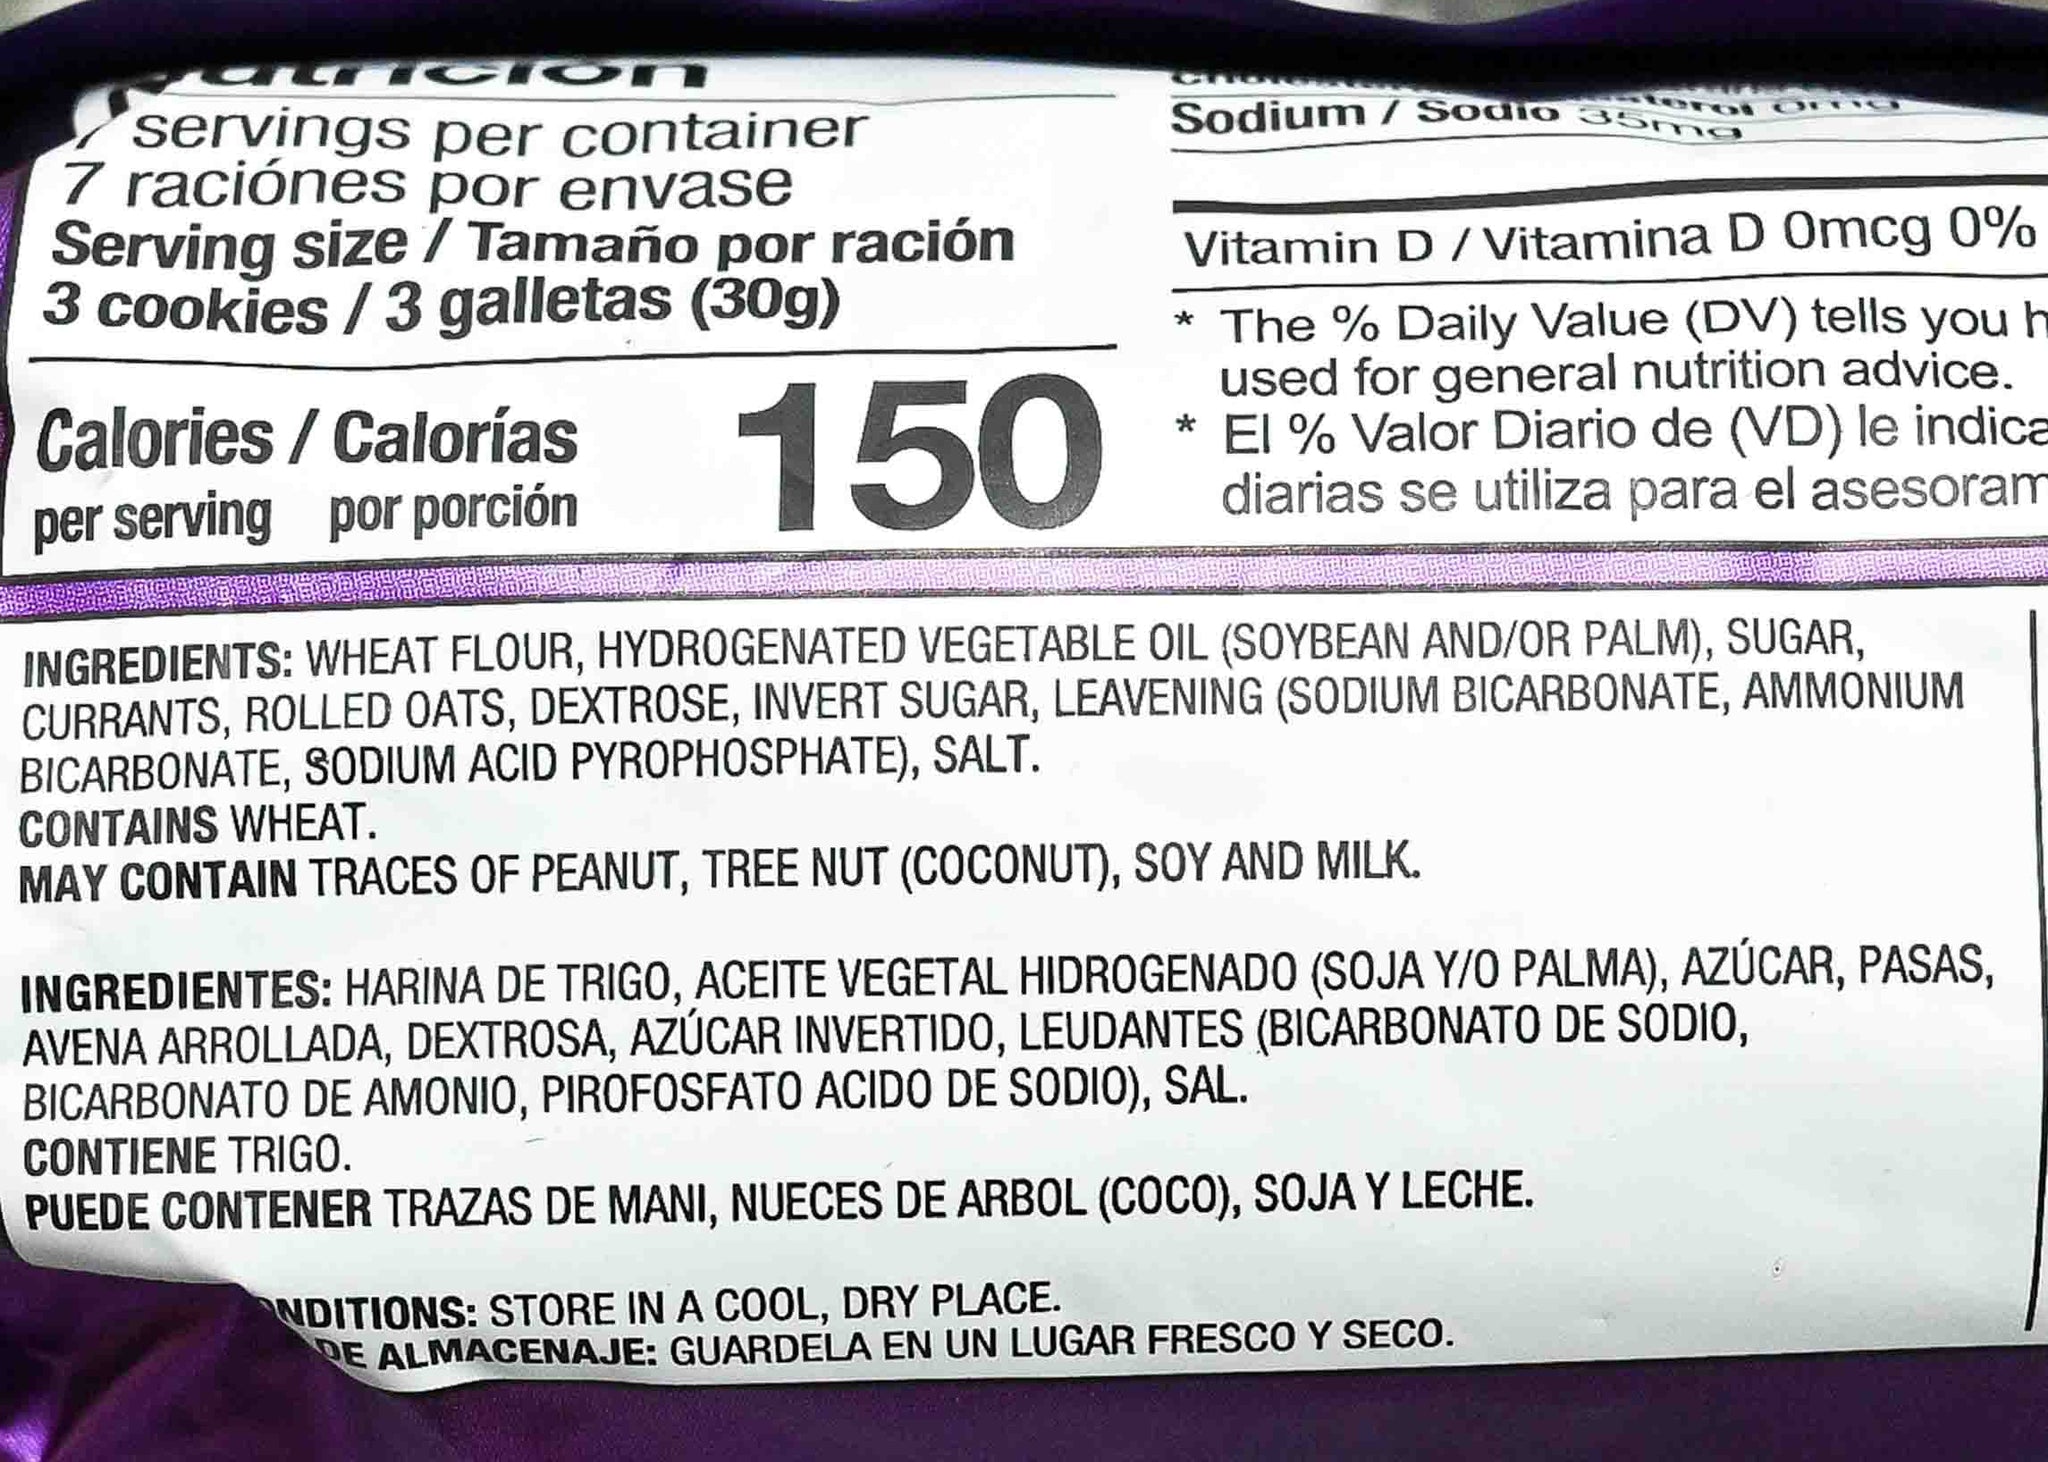 Nutrición
7 servings per container
7 raciónes por envase
Serving size / Tamaño por ración
3 cookies / 3 galletas (30g)
Calories / Calorías 150
per serving por porción
0mg
Sodium / Sodio 35mg
Vitamin D / Vitamina D 0mcg 0%
* The % Daily Value (DV) tells you
used for general nutrition advice.
* El % Valor Diario de (VD) le indica
diarias se utiliza para el
INGREDIENTS: WHEAT FLOUR, HYDROGENATED VEGETABLE OIL (SOYBEAN AND/OR PALM), SUGAR,
CURRANTS, ROLLED OATS, DEXTROSE, INVERT SUGAR, LEAVENING (SODIUM BICARBONATE, AMMONIUM
BICARBONATE, SODIUM ACID PYROPHOSPHATE), SALT.
CONTAINS WHEAT.
MAY CONTAIN TRACES OF PEANUT, TREE NUT (COCONUT), SOY AND MILK.
INGREDIENTES: HARINA DE TRIGO, ACEITE VEGETAL HIDROGENADO (SOJA Y/O PALMA), AZÚCAR, PASAS,
AVENA ARROLLADA, DEXTROSA, AZÚCAR INVERTIDO, LEUDANTES (BICARBONATO DE SODIO,
BICARBONATO DE AMONIO, PIROFOSFATO ACIDO DE SODIO), SAL.
CONTIENE TRIGO.
PUEDE CONTENER TRAZAS DE MANI, NUECES DE ARBOL (COCO), SOJA Y LECHE.
NDITIONS: STORE IN A COOL, DRY PLACE.
DE ALMACENAJE: GUARDELA EN UN LUGAR FRESCO Y SECO.